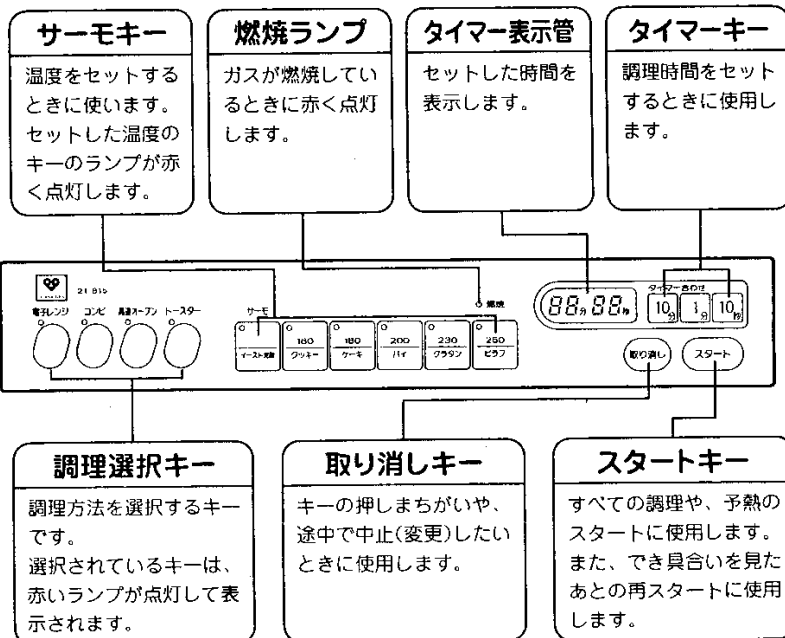 サーモキー
温度をセットする
ときに使います。
セットした温度の
キーのランプが赤
く点灯します。
燃焼ランプ
ガスが燃焼してい
るときに赤く点灯
します。
タイマー表示管
セットした時間を
表示します。
タイマーキー
調理時間をセット
するときに使用し
ます。
電子レンジ コンビ 高速オーブン トースター
サーモ
イースト発酵
160 クッキー
180 ケーキ
200 パイ
230 グラタン
250 ピラフ
燃焼
88分88秒
タイマー合わせ
10分 1分 10秒
取り消し スタート
調理選択キー
調理方法を選択するキー
です。
選択されているキーは、
赤いランプが点灯して表
示されます。
取り消しキー
キーの押しまちがいや、
途中で中止(変更)したい
ときに使用します。
スタートキー
すべての調理や、予熱の
スタートに使用します。
また、でき具合いを見た
あとの再スタートに使用
します。